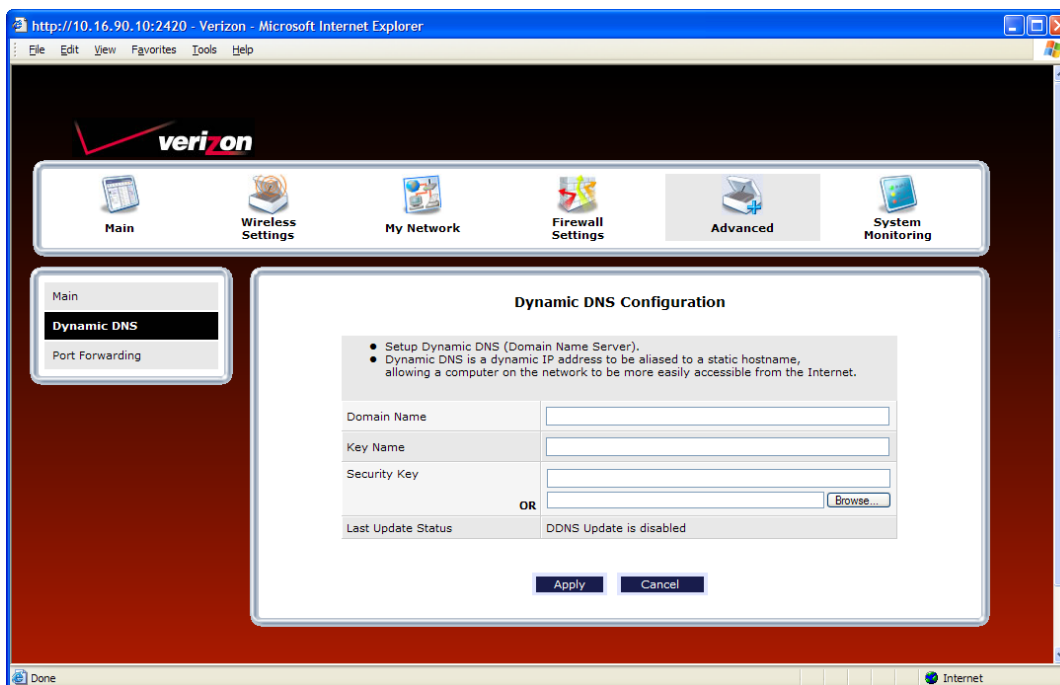 http://10.16.90.10:2420 - Verizon - Microsoft Internet Explorer
File Edit View Favorites Tools Help
verizon
Main
Wireless Settings
My Network
Firewall Settings
Advanced
System Monitoring
Main
Dynamic DNS
Port Forwarding
Dynamic DNS Configuration
● Setup Dynamic DNS (Domain Name Server).
● Dynamic DNS is a dynamic IP address to be aliased to a static hostname,
allowing a computer on the network to be more easily accessible from the Internet.
Domain Name
Key Name
Security Key
OR Browse...
Last Update Status DDNS Update is disabled
Apply Cancel
Done Internet